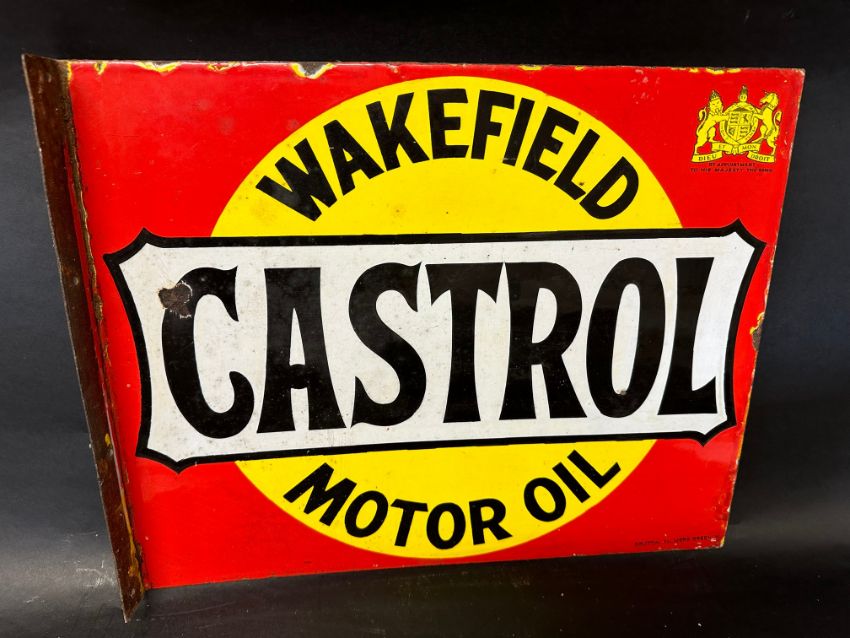 WAKEFIELD
CASTROL
MOTOR OIL
DIEU ET MON DROIT
BY APPOINTMENT
TO HIS MAJESTY THE KING